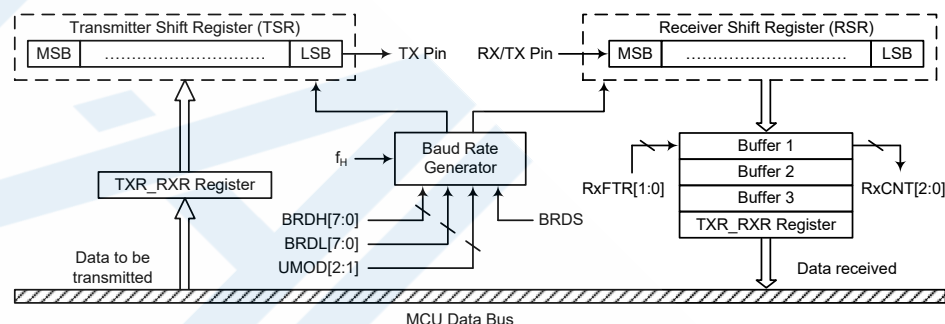 Transmitter Shift Register (TSR)
MSB ………………………… LSB
TX Pin
RX/TX Pin
Receiver Shift Register (RSR)
MSB ………………………… LSB
fH
Baud Rate
Generator
TXR_RXR Register
BRDH[7:0]
BRDL[7:0]
UMOD[2:1]
BRDS
Buffer 1
Buffer 2
Buffer 3
TXR_RXR Register
RxFTR[1:0]
RxCNT[2:0]
Data to be
transmitted
Data received
MCU Data Bus